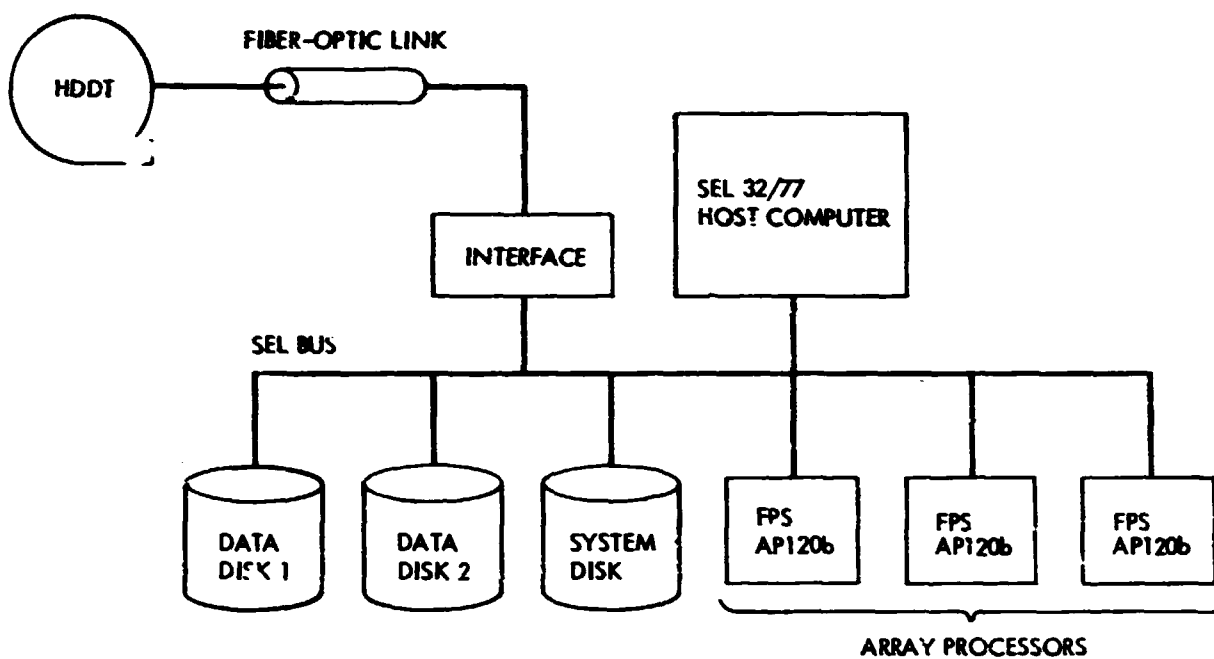 FIBER-OPTIC LINK
HDDT
SEL 32/77
HOST COMPUTER
INTERFACE
SEL BUS
DATA
DISK 1
DATA
DISK 2
SYSTEM
DISK
FPS
AP120b
FPS
AP120b
FPS
AP120b
ARRAY PROCESSORS